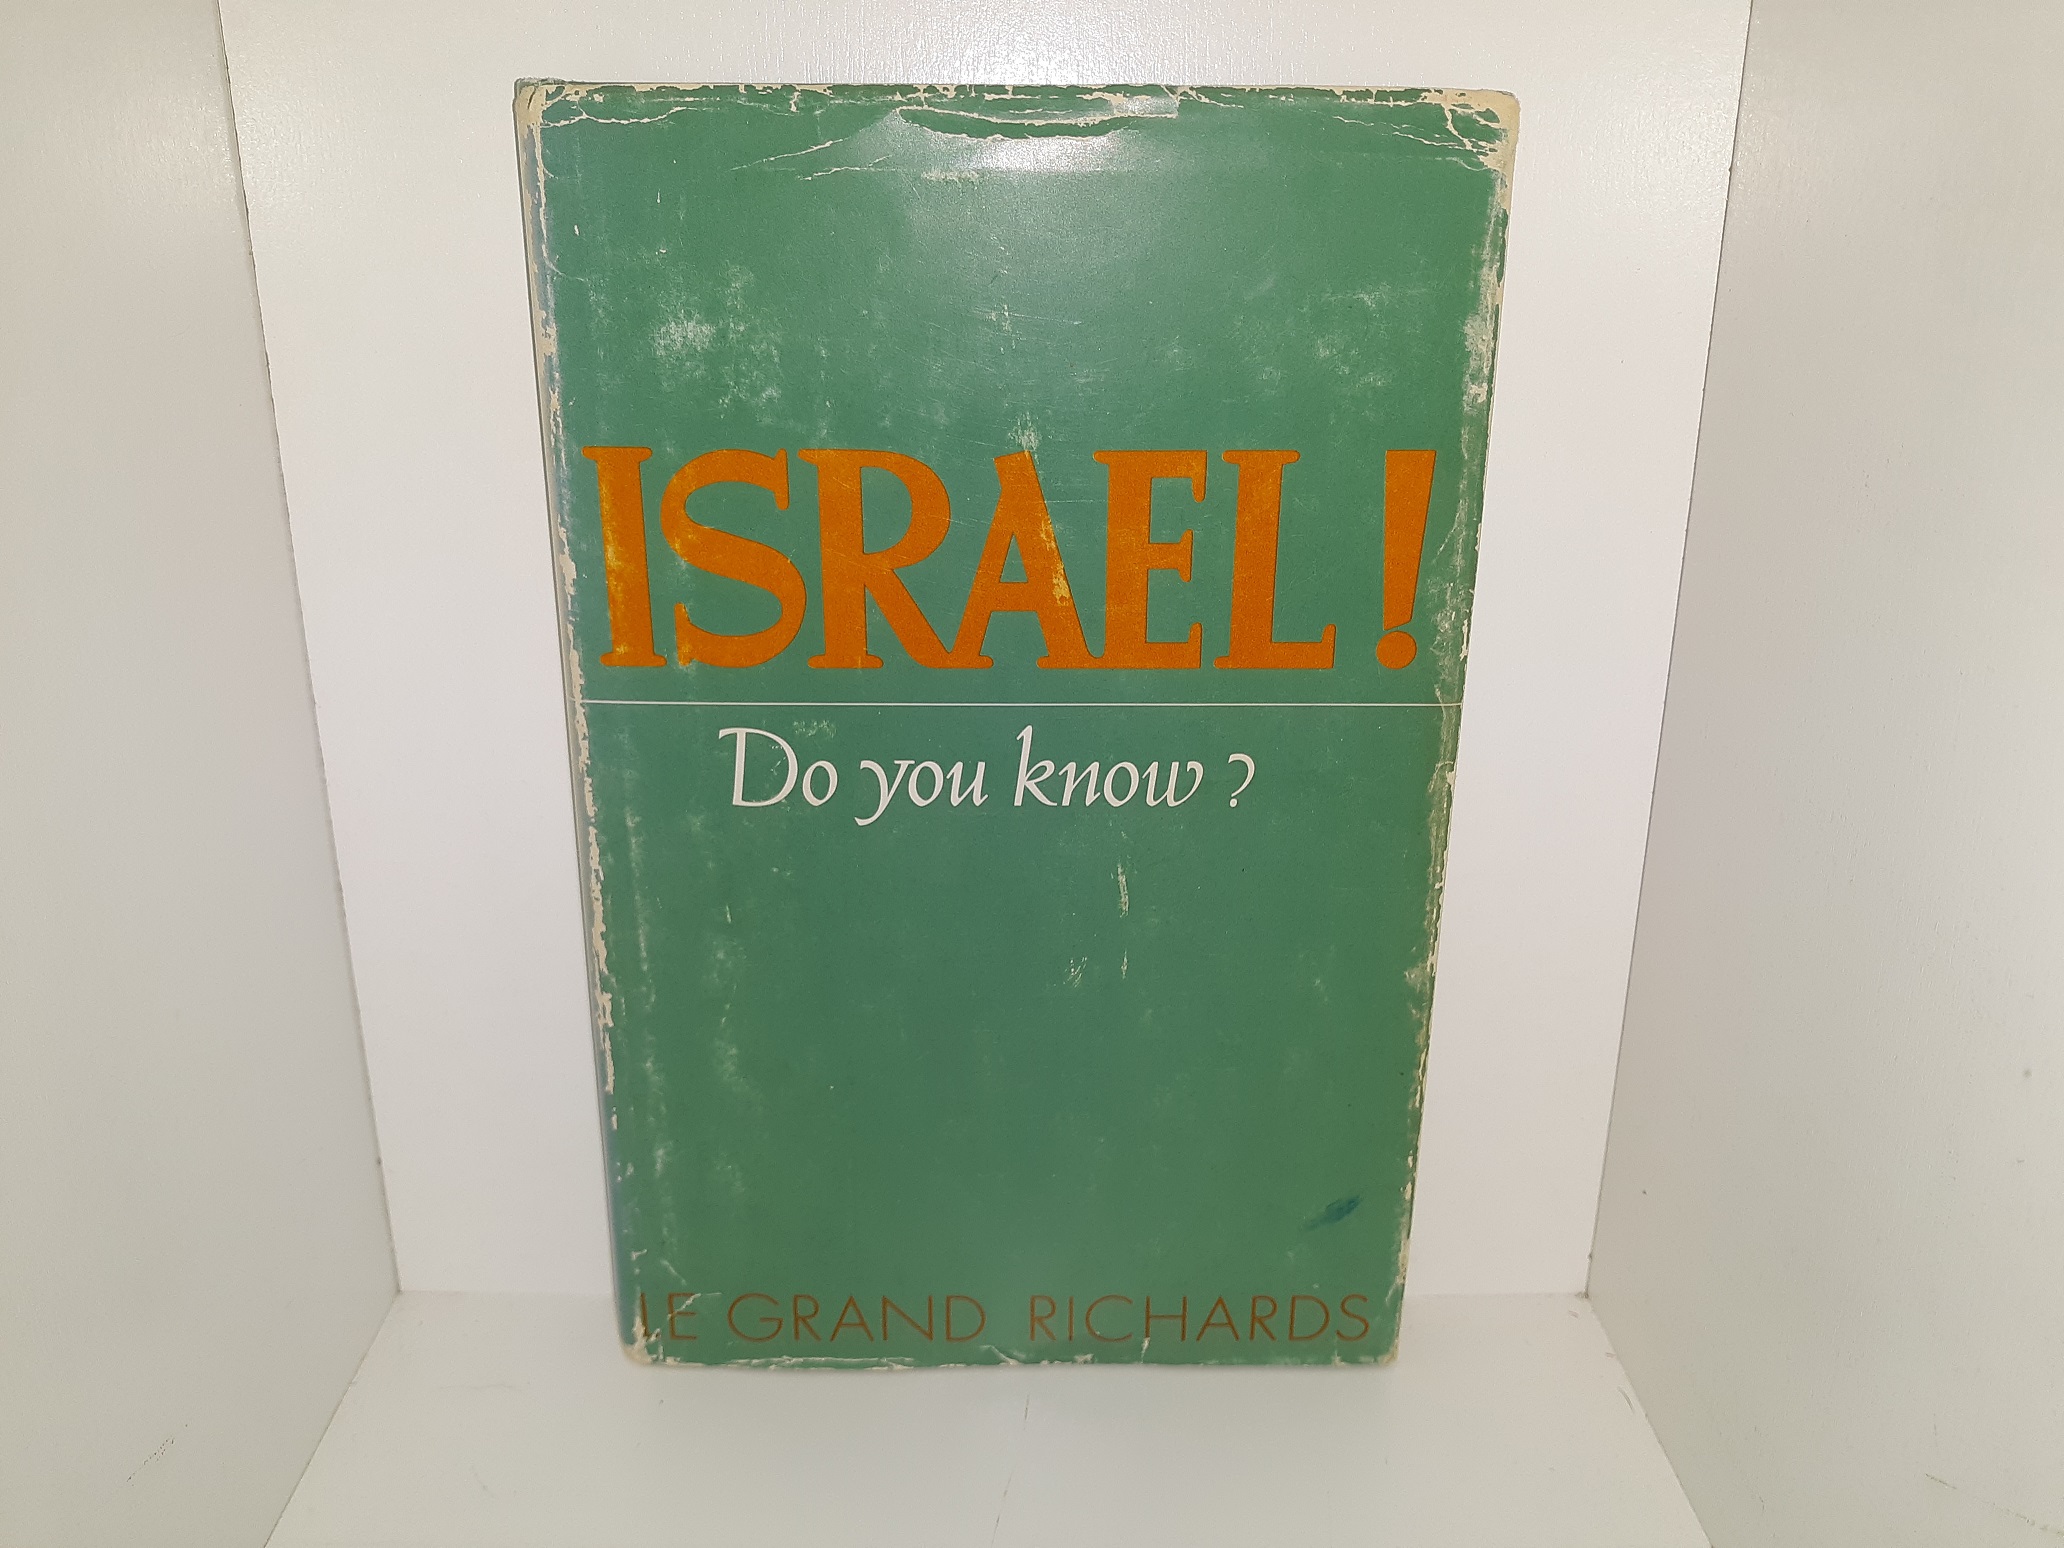 ISRAEL!
Do you know?
LE GRAND RICHARDS